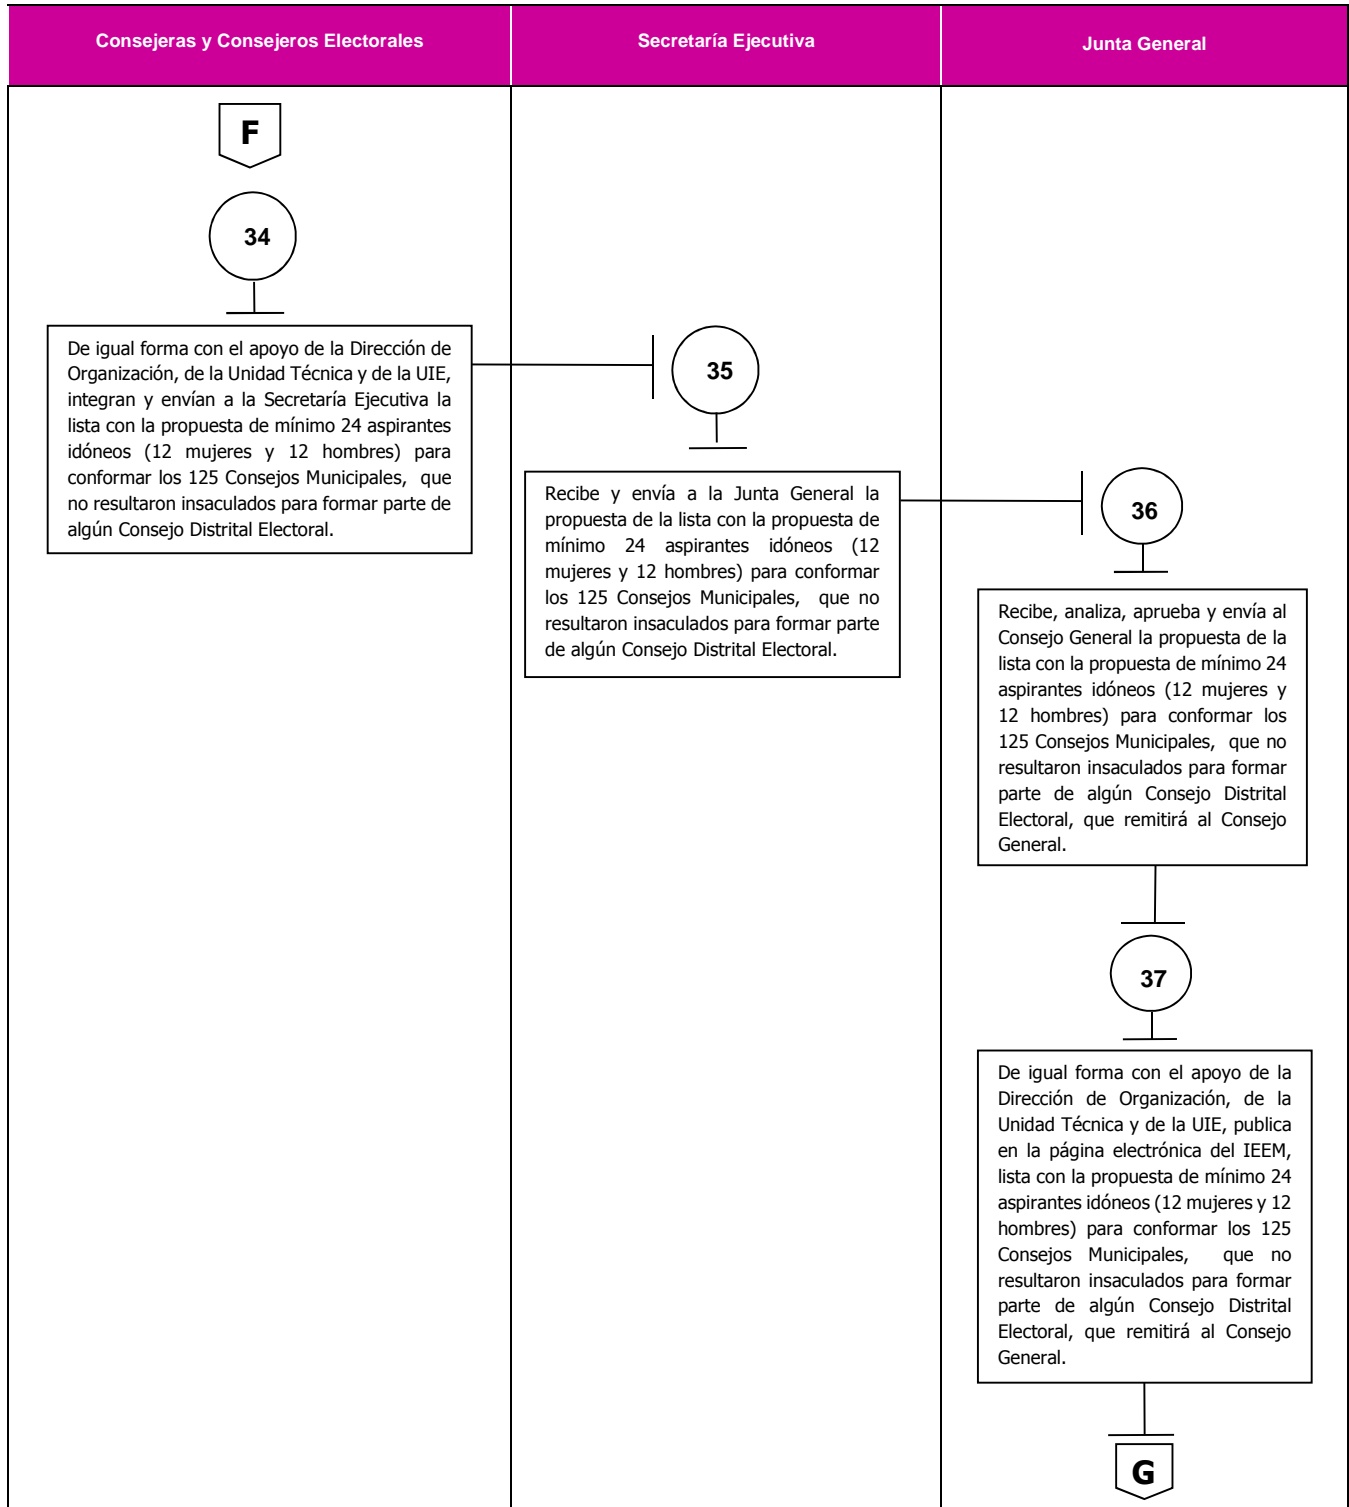 Consejeras y Consejeros Electorales
Secretaría Ejecutiva
Junta General
F
34
De igual forma con el apoyo de la Dirección de
Organización, de la Unidad Técnica y de la UIE,
integran y envían a la Secretaría Ejecutiva la
lista con la propuesta de mínimo 24 aspirantes
idóneos (12 mujeres y 12 hombres) para
conformar los 125 Consejos Municipales, que
no resultaron insaculados para formar parte de
algún Consejo Distrital Electoral.
35
Recibe y envía a la Junta General la
propuesta de la lista con la propuesta de
mínimo 24 aspirantes idóneos (12
mujeres y 12 hombres) para conformar
los 125 Consejos Municipales, que no
resultaron insaculados para formar parte
de algún Consejo Distrital Electoral.
36
Recibe, analiza, aprueba y envía al
Consejo General la propuesta de la
lista con la propuesta de mínimo 24
aspirantes idóneos (12 mujeres y
12 hombres) para conformar los
125 Consejos Municipales, que no
resultaron insaculados para formar
parte de algún Consejo Distrital
Electoral, que remitirá al Consejo
General.
37
De igual forma con el apoyo de la
Dirección de Organización, de la
Unidad Técnica y de la UIE, publica
en la página electrónica del IEEM,
lista con la propuesta de mínimo 24
aspirantes idóneos (12 mujeres y 12
hombres) para conformar los 125
Consejos Municipales, que no
resultaron insaculados para formar
parte de algún Consejo Distrital
Electoral, que remitirá al Consejo
General.
G